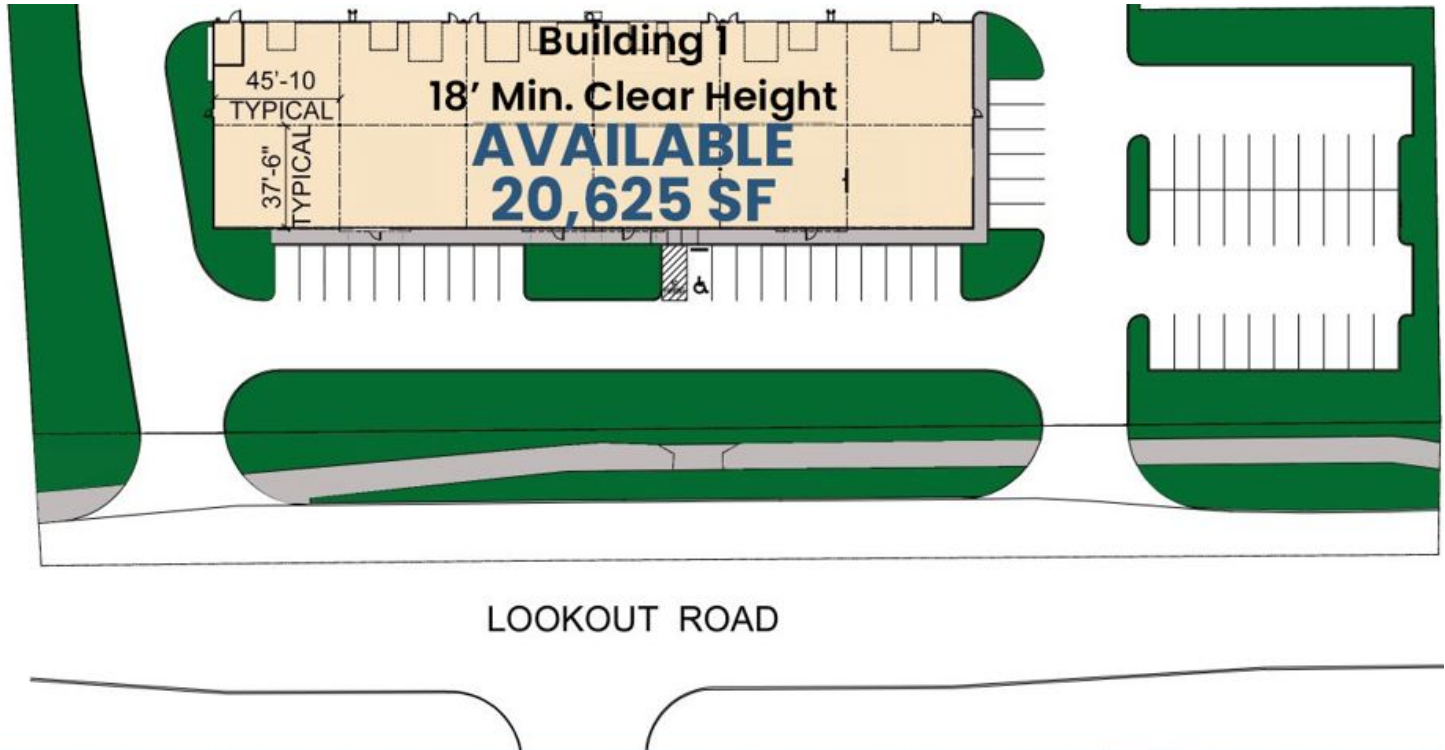 Building 1
18' Min. Clear Height
AVAILABLE
20,625 SF
45'-10
TYPICAL
37'-6"
TYPICAL
LOOKOUT ROAD